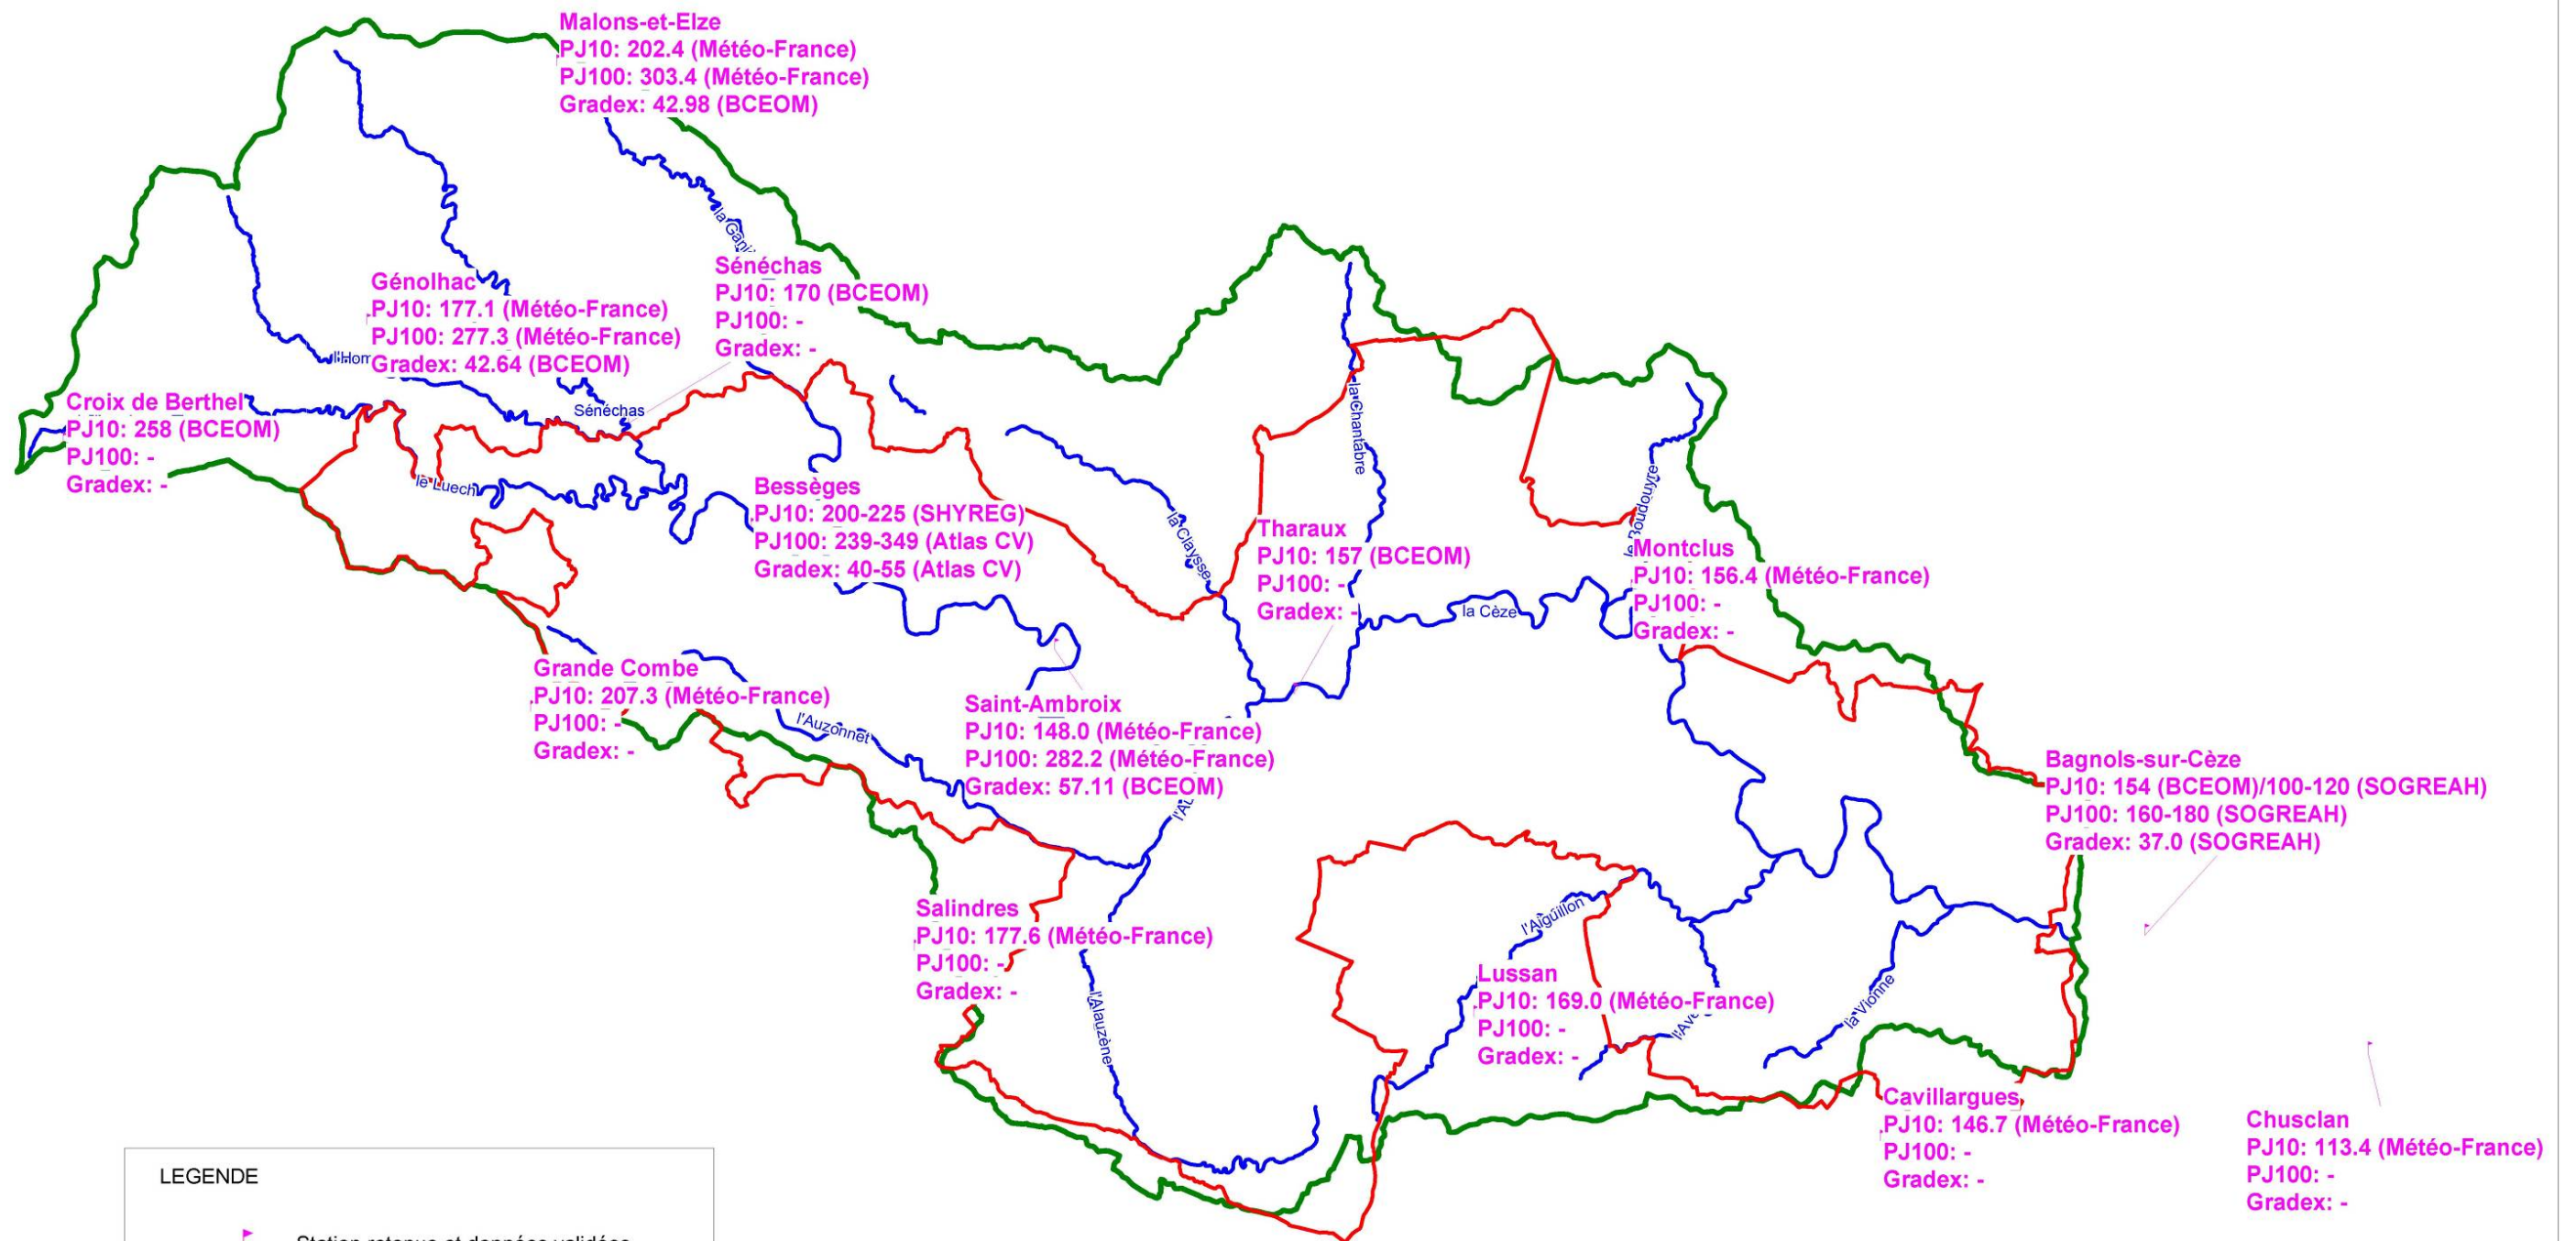 Malons-et-Elze
PJ10: 202.4 (Météo-France)
PJ100: 303.4 (Météo-France)
Gradex: 42.98 (BCEOM)
Génolhac
PJ10: 177.1 (Météo-France)
PJ100: 277.3 (Météo-France)
Gradex: 42.64 (BCEOM)
Sénéchas
PJ10: 170 (BCEOM)
PJ100: -
Gradex: -
Croix de Berthel
PJ10: 258 (BCEOM)
PJ100: -
Gradex: -
Sénéchas
le Luech
Bessèges
PJ10: 200-225 (SHYREG)
PJ100: 239-349 (Atlas CV)
Gradex: 40-55 (Atlas CV)
la Claysse
la Chantabre
Tharaux
PJ10: 157 (BCEOM)
PJ100: -
Gradex: -
la Cèze
le Boudouyre
Montclus
PJ10: 156.4 (Météo-France)
PJ100: -
Gradex: -
Grande Combe
PJ10: 207.3 (Météo-France)
PJ100: -
Gradex: -
l'Auzonnet
Saint-Ambroix
PJ10: 148.0 (Météo-France)
PJ100: 282.2 (Météo-France)
Gradex: 57.11 (BCEOM)
Bagnols-sur-Cèze
PJ10: 154 (BCEOM)/100-120 (SOGREAH)
PJ100: 160-180 (SOGREAH)
Gradex: 37.0 (SOGREAH)
Salindres
PJ10: 177.6 (Météo-France)
PJ100: -
Gradex: -
l'Alauzène
l'Aiguillon
Lussan
PJ10: 169.0 (Météo-France)
PJ100: -
Gradex: -
la Vionne
Cavillargues
PJ10: 146.7 (Météo-France)
PJ100: -
Gradex: -
Chusclan
PJ10: 113.4 (Météo-France)
PJ100: -
Gradex: -
LEGENDE
Station retenue et données validées